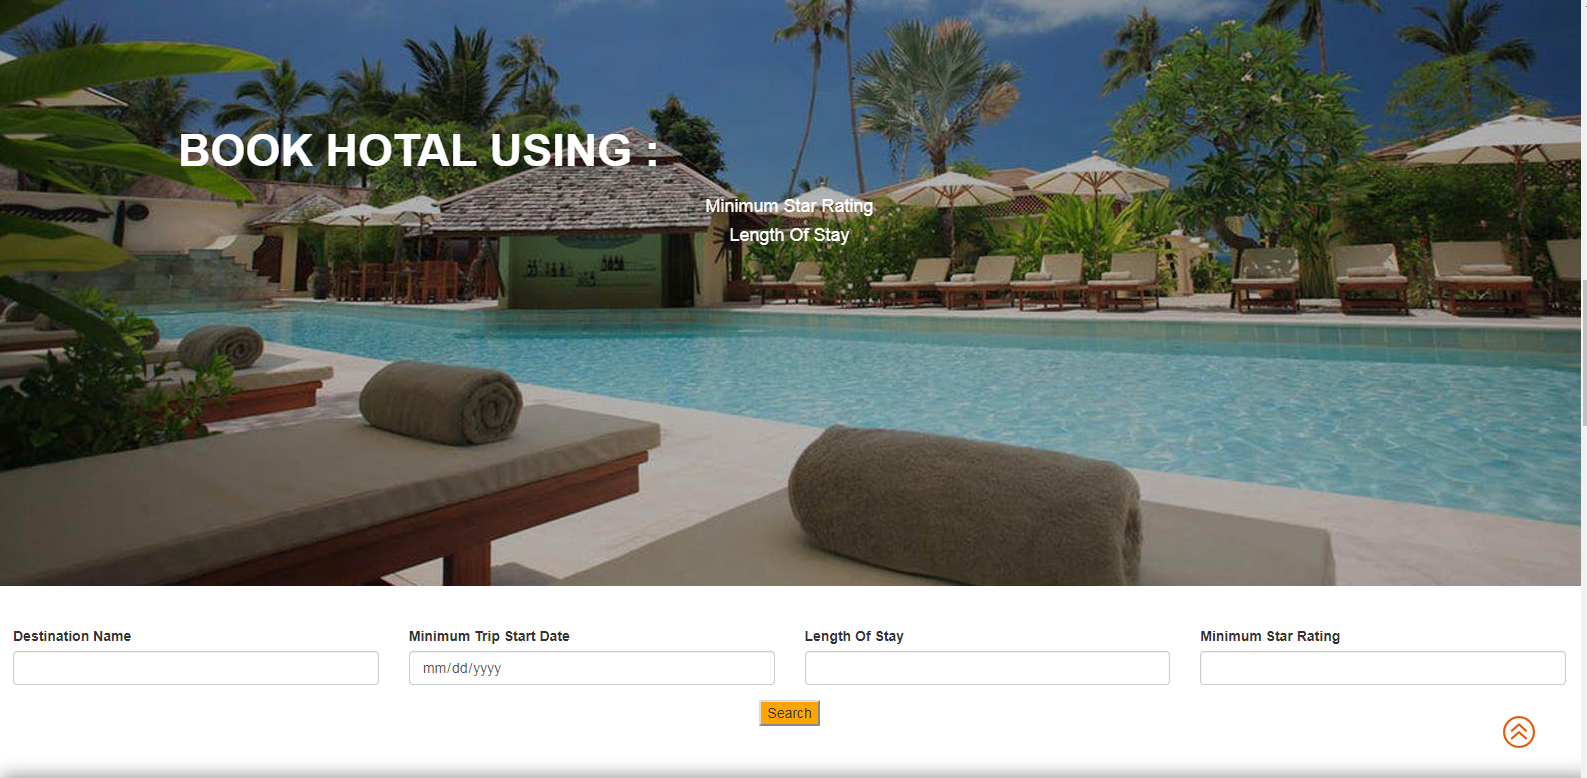 BOOK HOTAL USING :
Minimum Star Rating
Length Of Stay
Destination Name
Minimum Trip Start Date
Length Of Stay
Minimum Star Rating
mm/dd/yyyy
Search